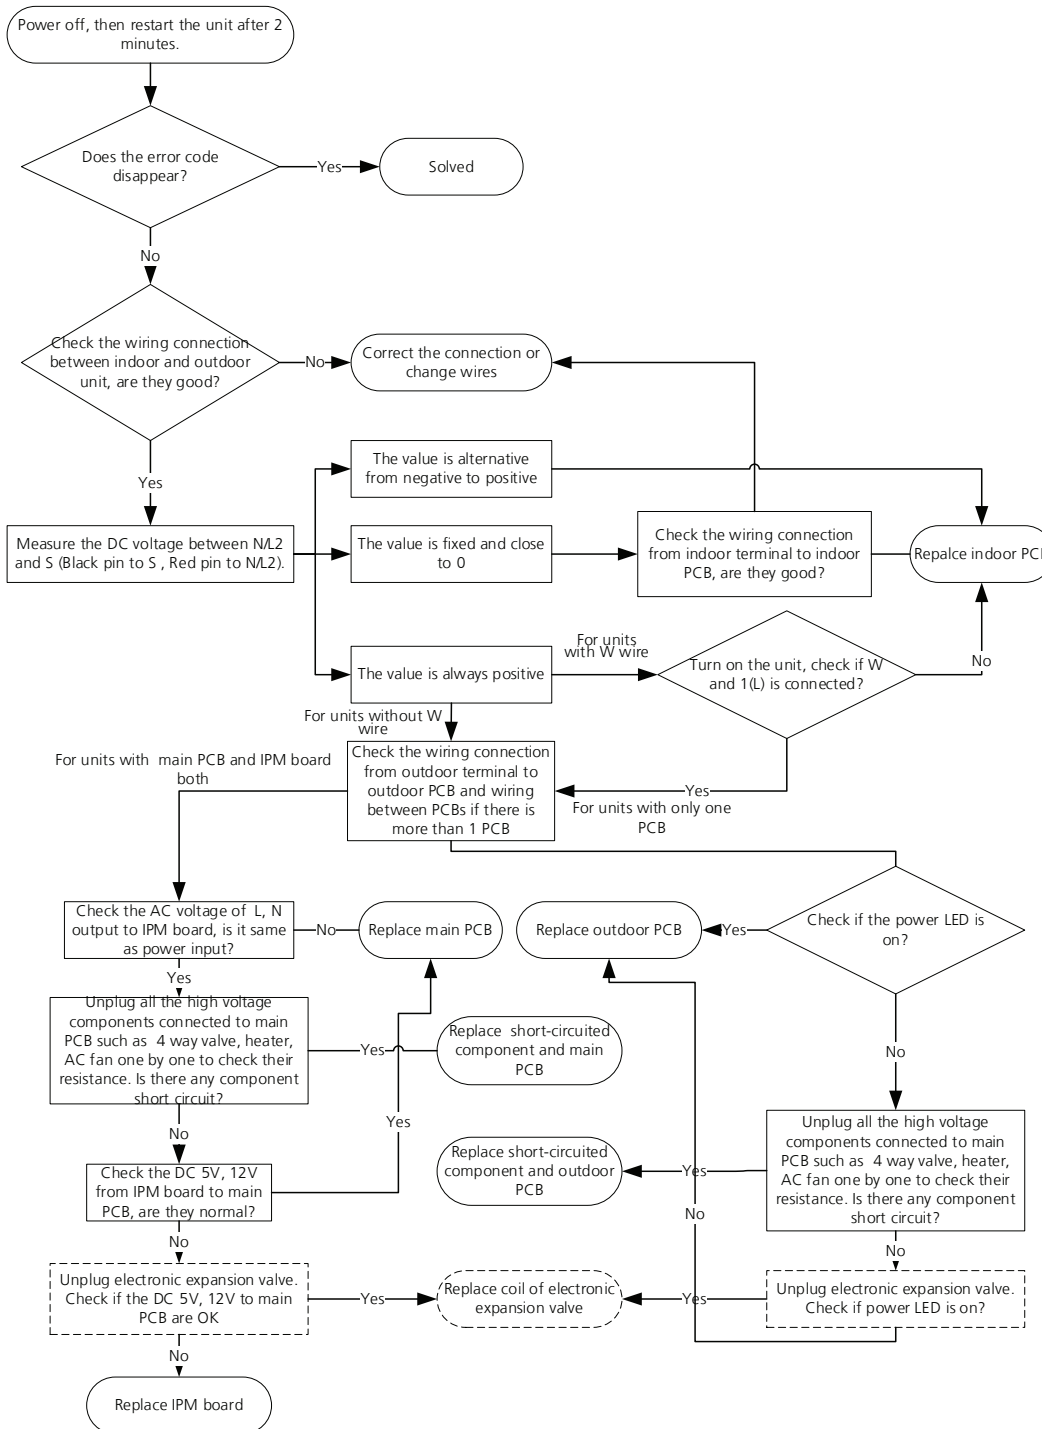 Power off, then restart the unit after 2
minutes.
Does the error code
disappear?
Yes
Solved
No
Check the wiring connection
between indoor and outdoor
unit, are they good?
No
Correct the connection or
change wires
Yes
The value is alternative
from negative to positive
Measure the DC voltage between N/L2
and S (Black pin to S , Red pin to N/L2).
The value is fixed and close
to 0
Check the wiring connection
from indoor terminal to indoor
PCB, are they good?
Repalce indoor PCB
The value is always positive
For units
with W wire
Turn on the unit, check if W
and 1(L) is connected?
No
For units without W
wire
For units with  main PCB and IPM board
both
Check the wiring connection
from outdoor terminal to
outdoor PCB and wiring
between PCBs if there is
more than 1 PCB
Yes
For units with only one
PCB
Check the AC voltage of  L, N
output to IPM board, is it same
as power input?
No
Replace main PCB
Replace outdoor PCB
Yes
Check if the power LED is
on?
Yes
Unplug all the high voltage
components connected to main
PCB such as  4 way valve, heater,
AC fan one by one to check their
resistance. Is there any component
short circuit?
Yes
Replace  short-circuited
component and main
PCB
No
No
Yes
Check the DC 5V, 12V
from IPM board to main
PCB, are they normal?
Replace short-circuited
component and outdoor
PCB
Yes
Unplug all the high voltage
components connected to main
PCB such as  4 way valve, heater,
AC fan one by one to check their
resistance. Is there any component
short circuit?
No
No
No
Unplug electronic expansion valve.
Check if the DC 5V, 12V to main
PCB are OK
Yes
Replace coil of electronic
expansion valve
Yes
Unplug electronic expansion valve.
Check if power LED is on?
No
Replace IPM board